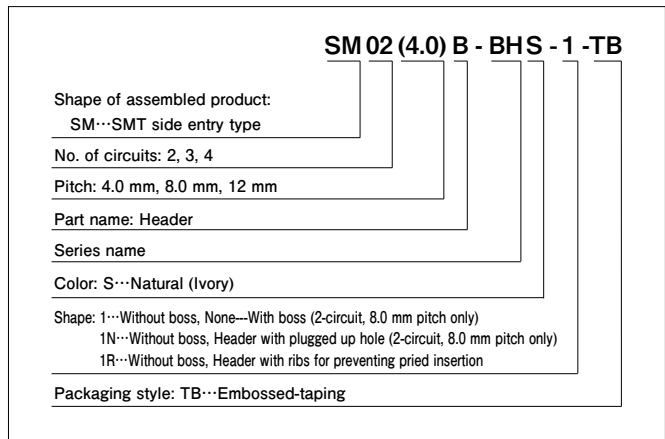 SM 02 (4.0) B - BH S - 1 -TB
Shape of assembled product:
SM⋯SMT side entry type
No. of circuits: 2, 3, 4
Pitch: 4.0 mm, 8.0 mm, 12 mm
Part name: Header
Series name
Color: S⋯Natural (Ivory)
Shape: 1⋯Without boss, None---With boss (2-circuit, 8.0 mm pitch only)
1N⋯Without boss, Header with plugged up hole (2-circuit, 8.0 mm pitch only)
1R⋯Without boss, Header with ribs for preventing pried insertion
Packaging style: TB⋯Embossed-taping